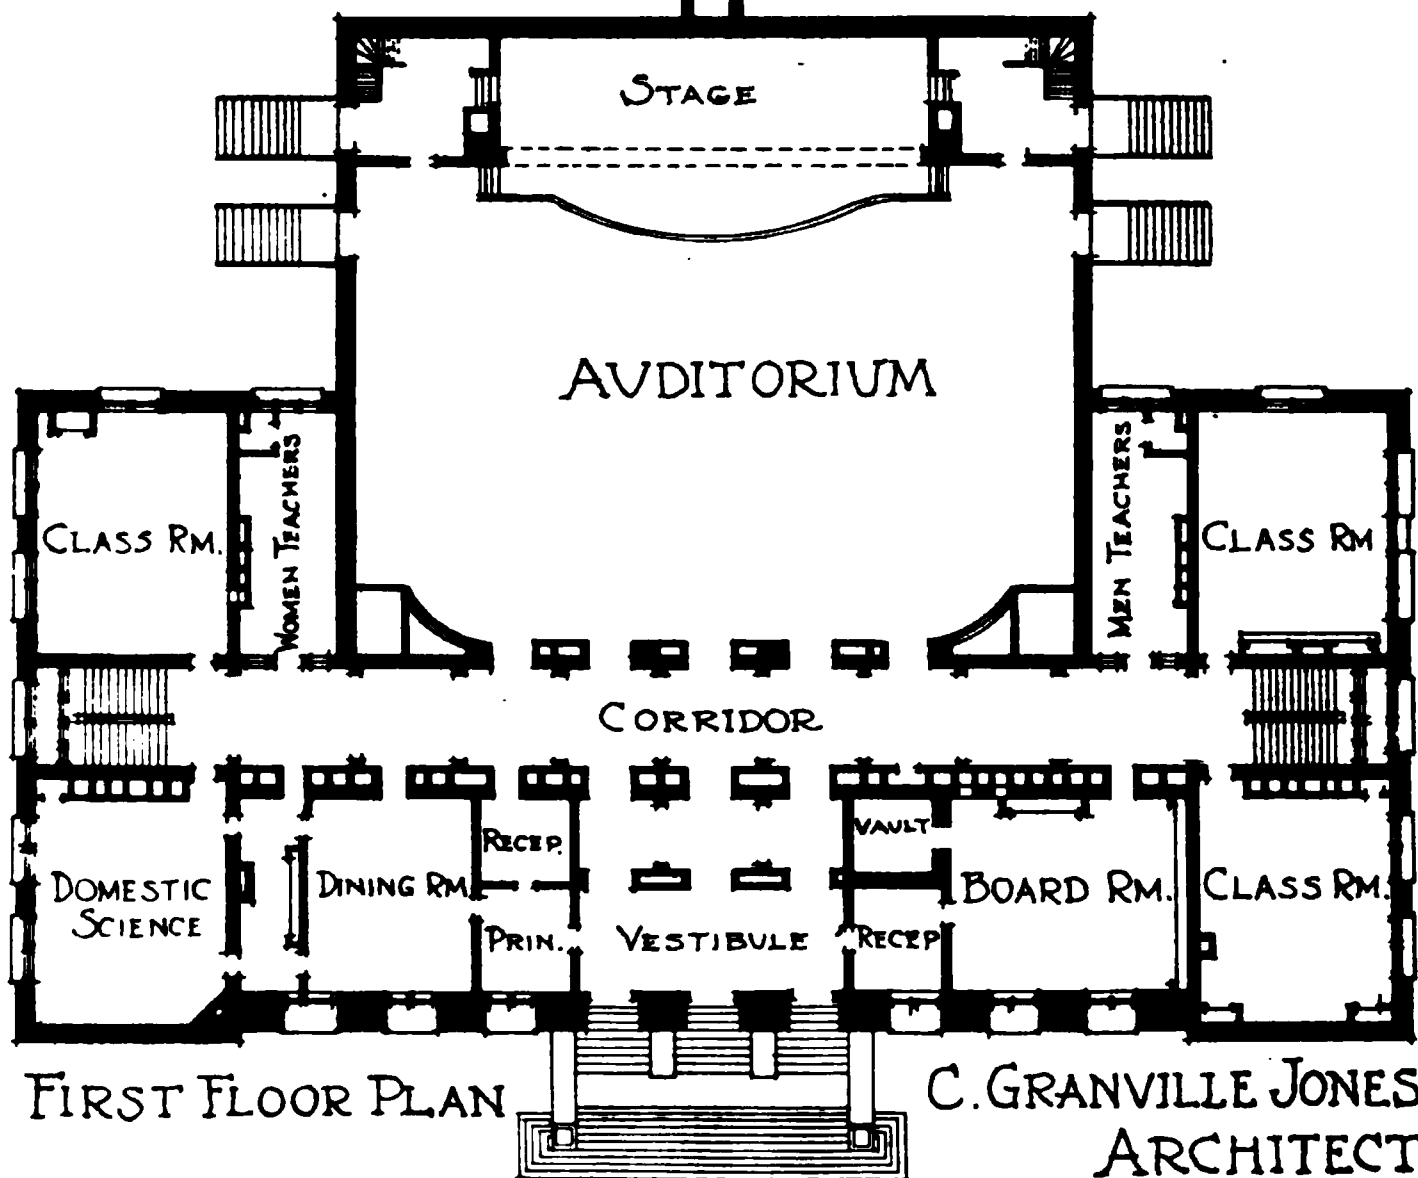 STAGE
AUDITORIUM
CLASS RM.
WOMEN TEACHERS
MEN TEACHERS
CLASS RM
CORRIDOR
RECEP.
VAULT
DOMESTIC
SCIENCE
DINING RM.
BOARD RM.
CLASS RM.
PRIN.
VESTIBULE
RECEP
FIRST FLOOR PLAN
C. GRANVILLE JONES
ARCHITECT